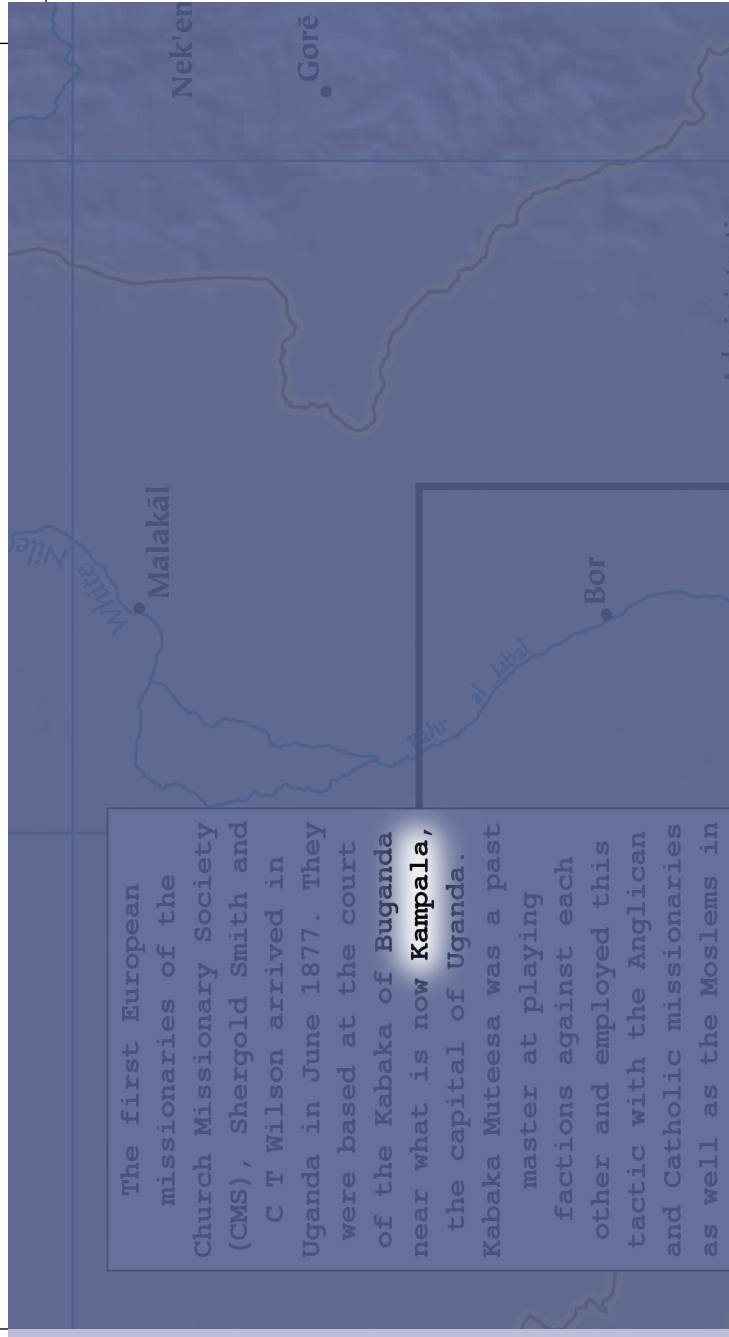 Nek'en
Gorē
White Nile
Malakāl
Bor
Bahr al Jabal
The first European
missionaries of the
Church Missionary Society
(CMS), Shergold Smith and
C T Wilson arrived in
Uganda in June 1877. They
were based at the court
of the Kabaka of Buganda
near what is now Kampala,
the capital of Uganda.
Kabaka Muteesa was a past
master at playing
factions against each
other and employed this
tactic with the Anglican
and Catholic missionaries
as well as the Moslems in